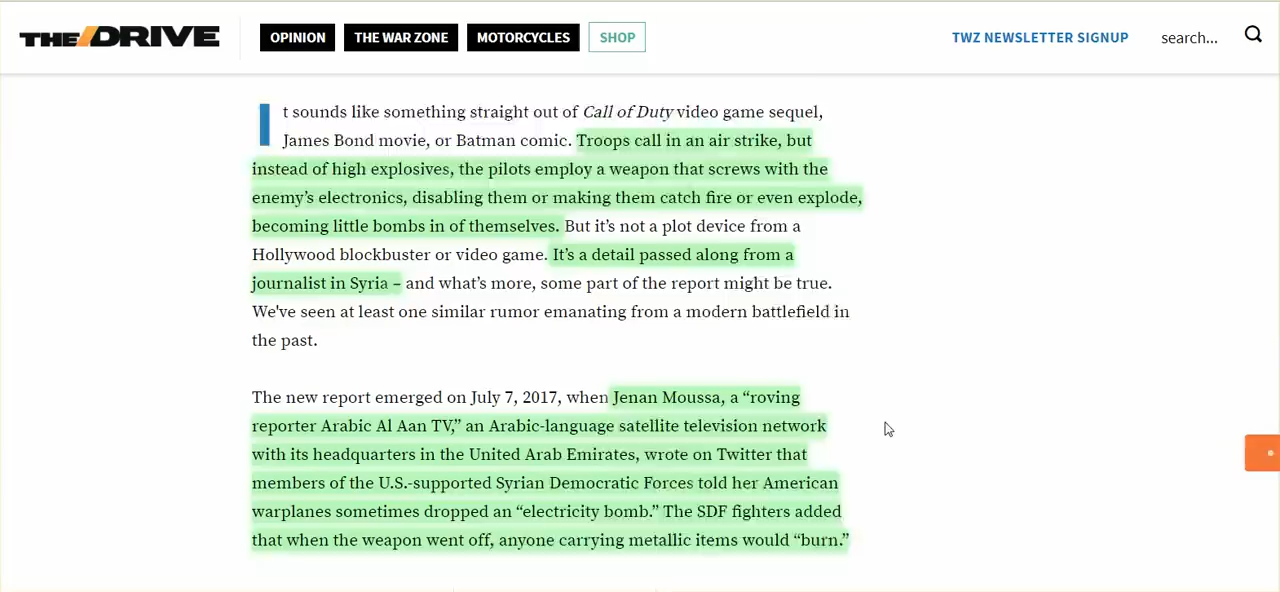 THE/DRIVE
OPINION
THE WAR ZONE
MOTORCYCLES
SHOP
TWZ NEWSLETTER SIGNUP
search...
It sounds like something straight out of Call of Duty video game sequel,
James Bond movie, or Batman comic. Troops call in an air strike, but
instead of high explosives, the pilots employ a weapon that screws with the
enemy’s electronics, disabling them or making them catch fire or even explode,
becoming little bombs in of themselves. But it’s not a plot device from a
Hollywood blockbuster or video game. It’s a detail passed along from a
journalist in Syria – and what’s more, some part of the report might be true.
We've seen at least one similar rumor emanating from a modern battlefield in
the past.
The new report emerged on July 7, 2017, when Jenan Moussa, a “roving
reporter Arabic Al Aan TV,” an Arabic-language satellite television network
with its headquarters in the United Arab Emirates, wrote on Twitter that
members of the U.S.-supported Syrian Democratic Forces told her American
warplanes sometimes dropped an “electricity bomb.” The SDF fighters added
that when the weapon went off, anyone carrying metallic items would “burn.”